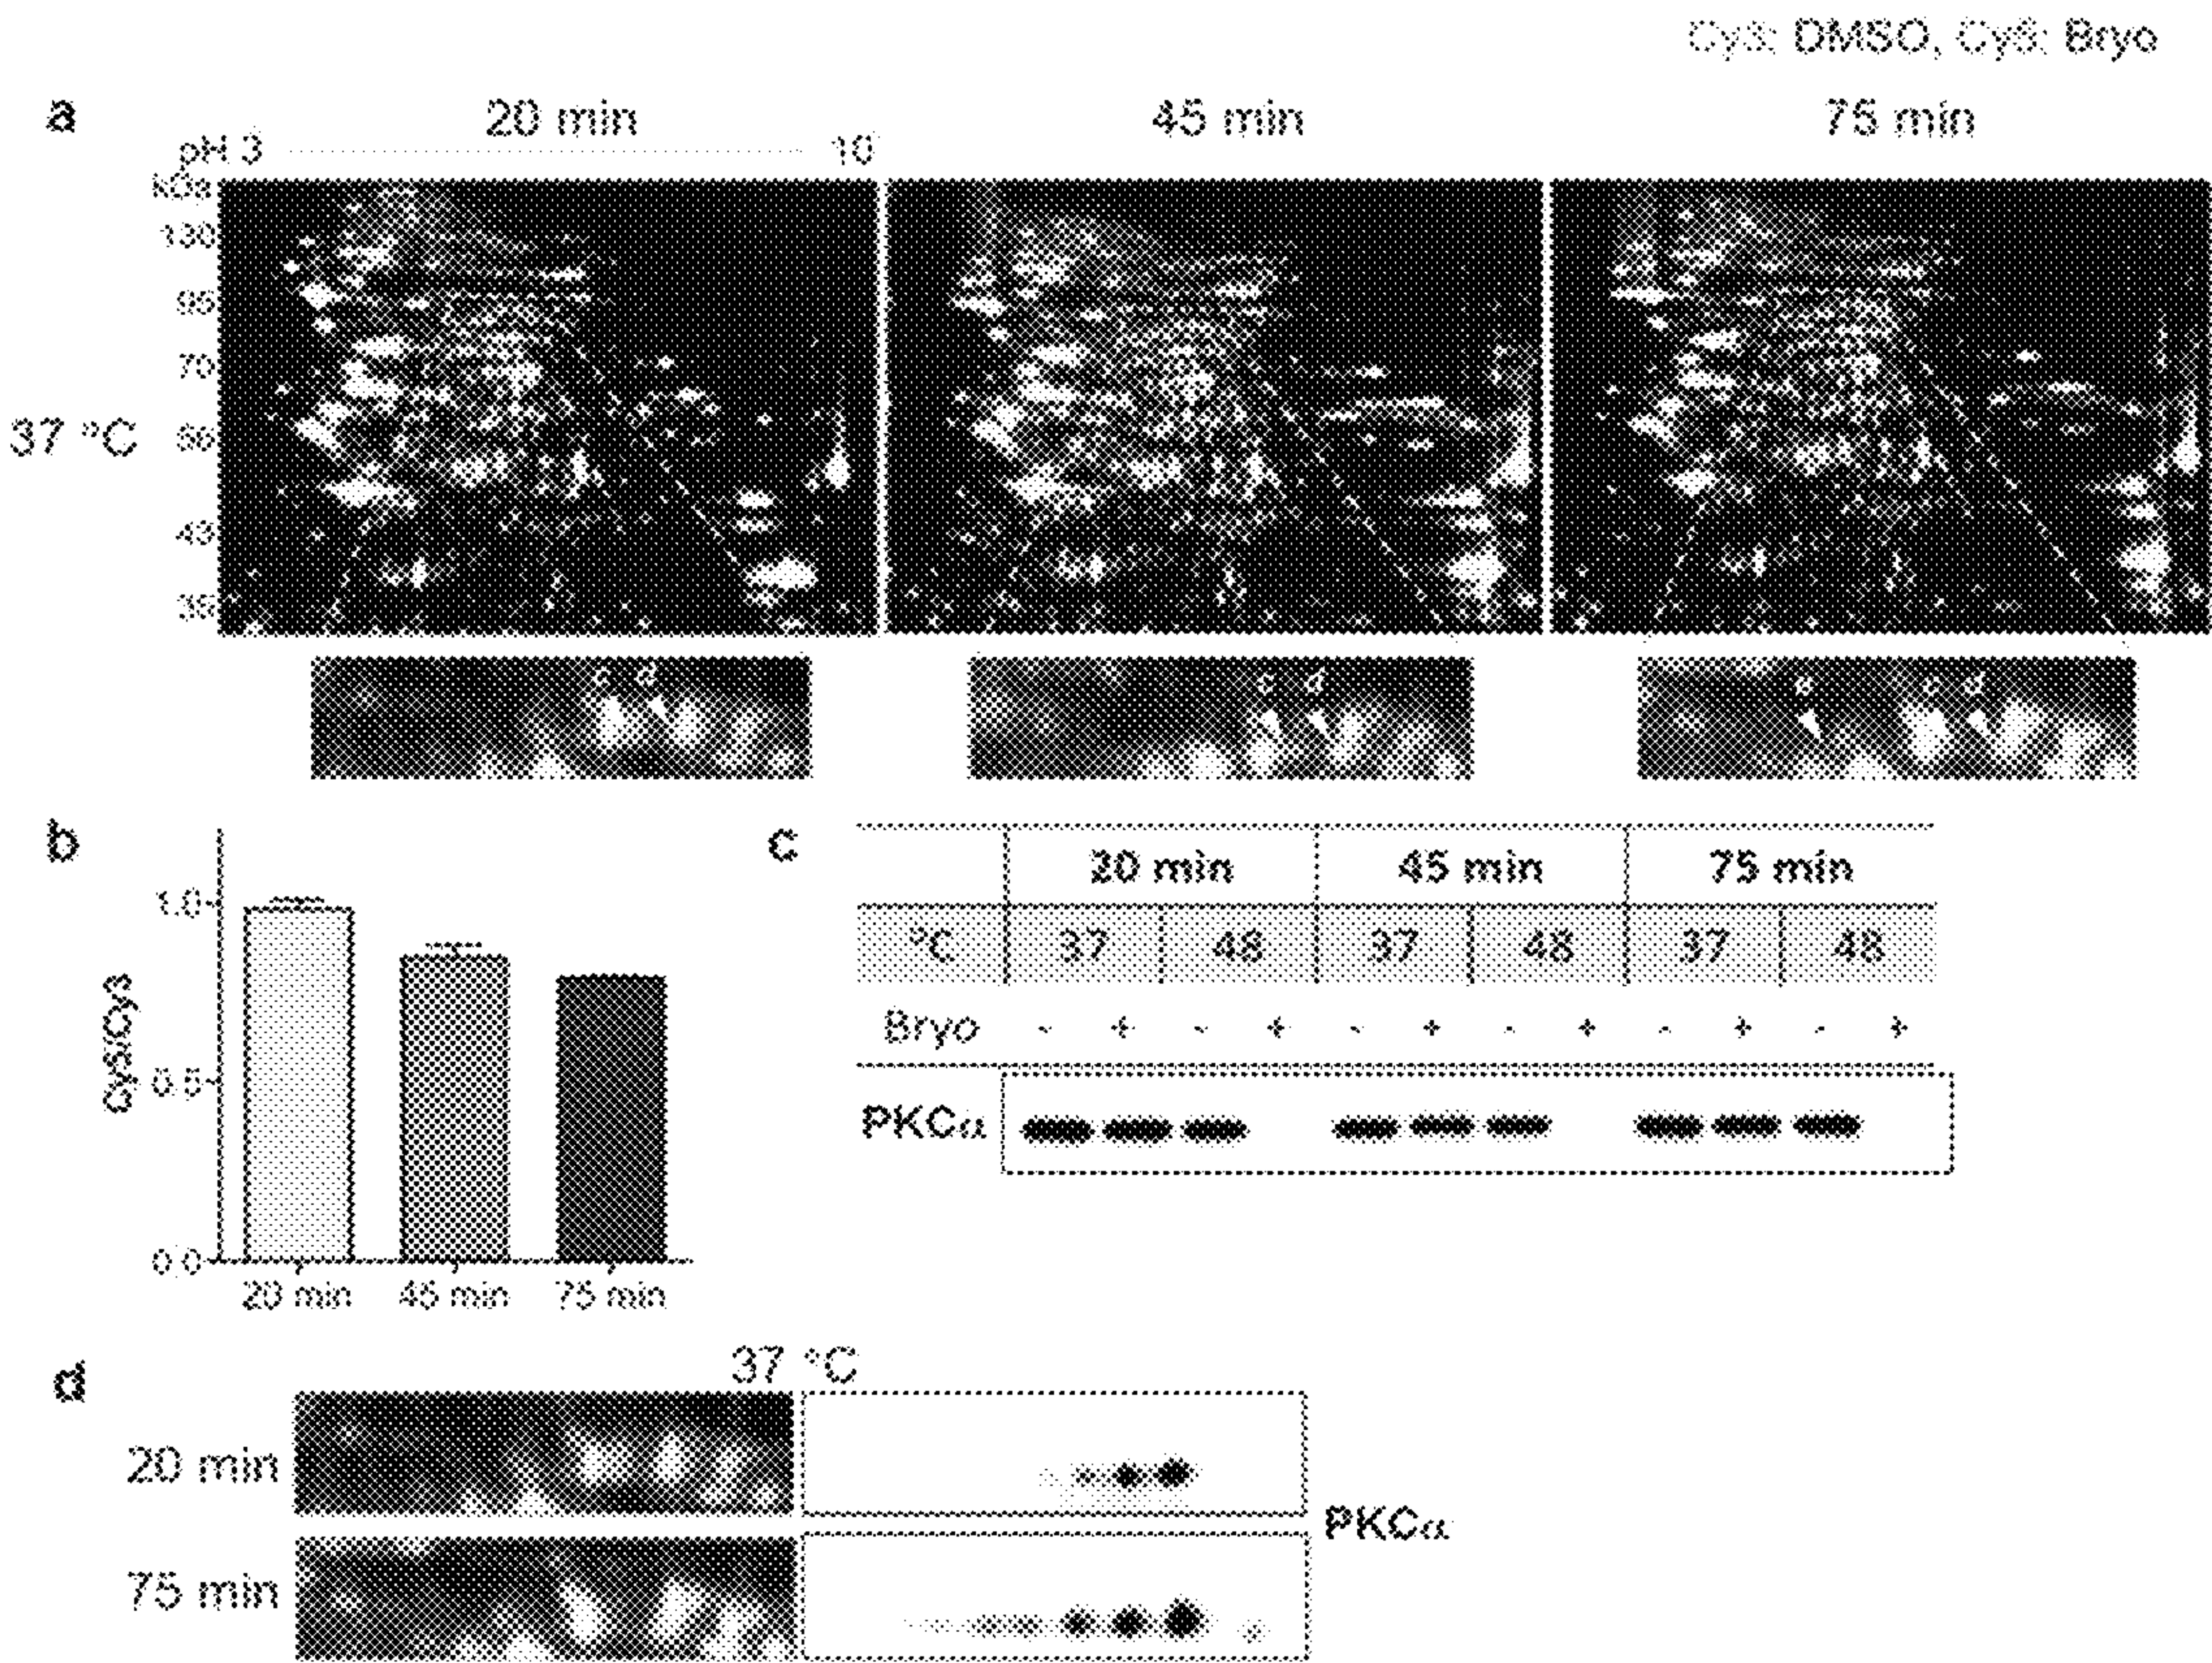 Cy3: DMSO, Cy5: Bryo
a
20 min 45 min 75 min
pH 3 10
kDa
130
95
70
37 °C
43
35
c d
c d
c d
b
1.0
0.5
0.0
Cy5/Cy3
20 min 45 min 75 min
c
20 min 45 min 75 min
°C 37 48 37 48 37 48
Bryo - + - + - + - + - + - +
PKCα
d
37 °C
20 min
PKCα
75 min